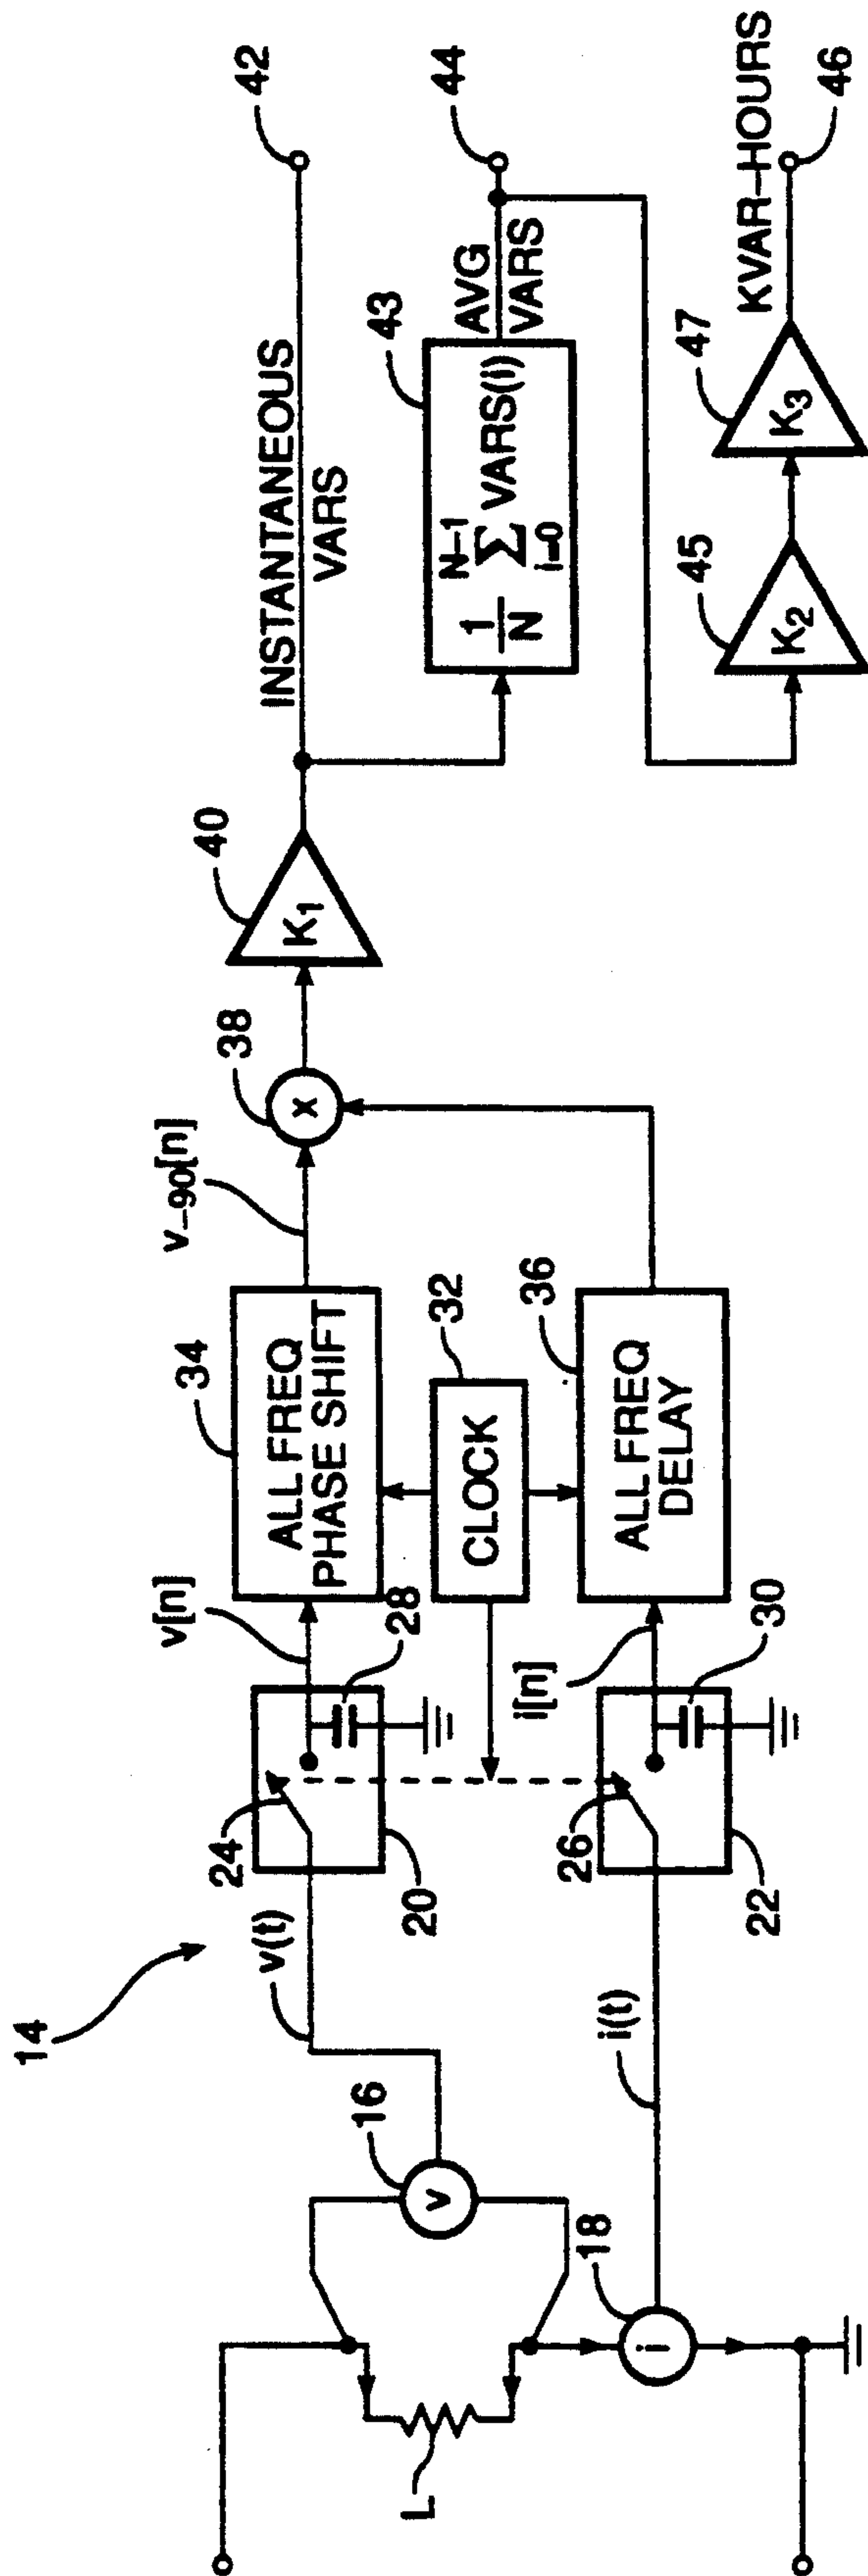 14
L
16
v
18
i
v(t)
i(t)
24
20
26
22
28
30
v[n]
i[n]
34
ALL FREQ
PHASE SHIFT
CLOCK
32
36
ALL FREQ
DELAY
v-90[n]
38
x
40
K1
INSTANTANEOUS
VARS
42
43
1/N N-1 Σ i=0 VARS(i)
AVG
VARS
44
45
K2
47
K3
KVAR-HOURS
46